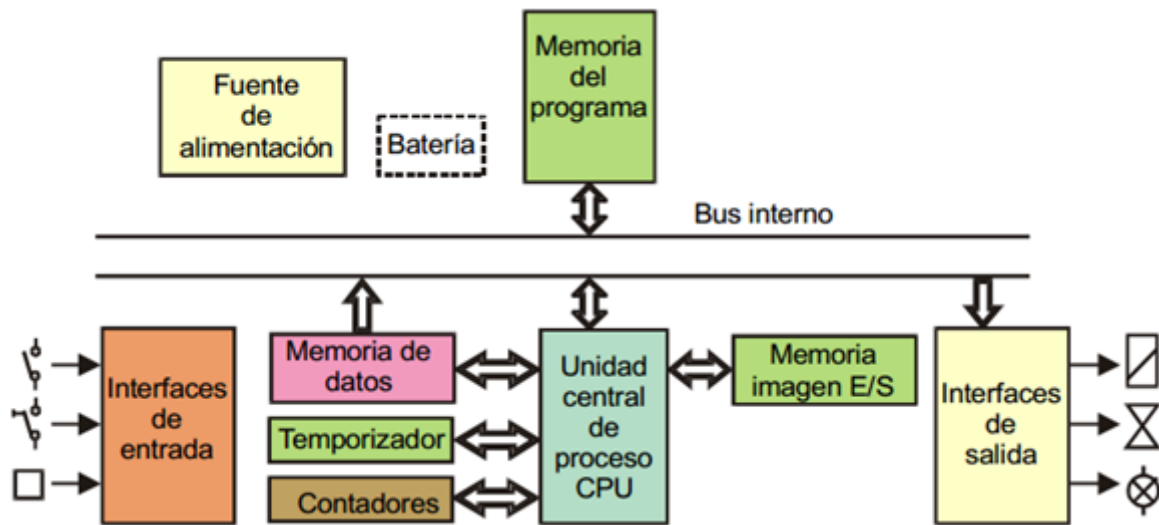 Memoria
del
programa
Fuente
de
alimentación
Batería
Bus interno
Interfaces
de
entrada
Memoria de
datos
Temporizador
Contadores
Unidad
central
de
proceso
CPU
Memoria
imagen E/S
Interfaces
de
salida